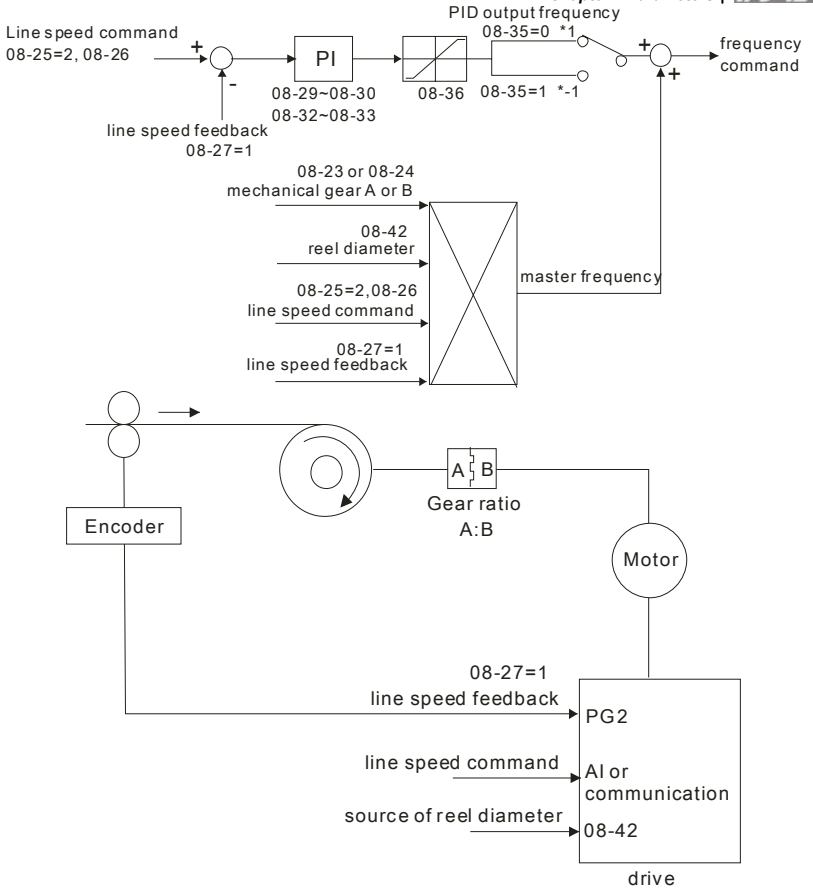 PID output frequency
Line speed command
08-25=2, 08-26
08-35=0 *1
+
-
PI
08-29~08-30
08-32~08-33
08-36
08-35=1 *-1
+
+
frequency
command
line speed feedback
08-27=1
08-23 or 08-24
mechanical gear A or B
08-42
reel diameter
08-25=2,08-26
line speed command
08-27=1
line speed feedback
master frequency
Encoder
A
B
Gear ratio
A:B
Motor
08-27=1
line speed feedback
PG2
line speed command
AI or
communication
source of reel diameter
08-42
drive